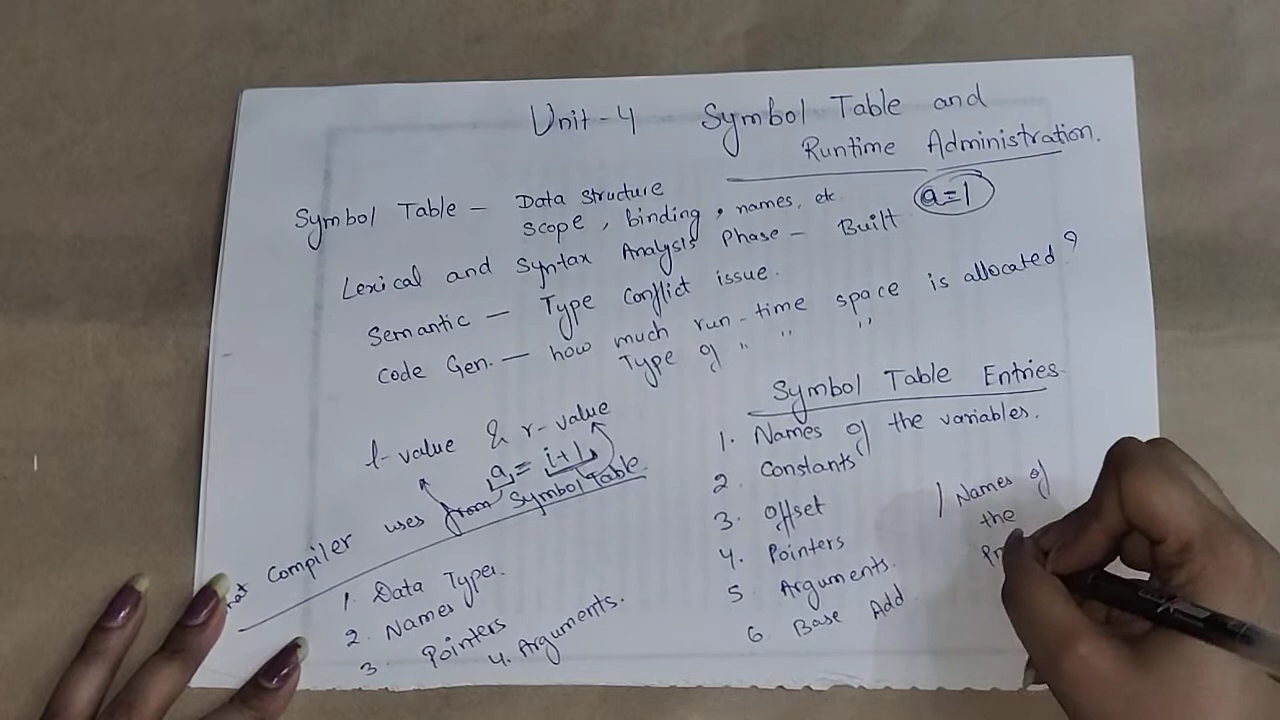 Unit-4 Symbol Table and
Runtime Administration.
Symbol Table - Data structure
scope, binding, names, etc
a=1
Lexical and Syntax Analysis Phase - Built
Semantic - Type Conflict issue.
Code Gen. - how much run-time space is allocated?
Type of " " "
l-value & r-value
a = i+1
Compiler uses from Symbol Table.
1. Data Type.
2. Names
3. Pointers
4. Arguments.
Symbol Table Entries
1. Names of the variables.
2. Constants
3. Offset
4. Pointers
5 Arguments.
6. Base Add
Names of
the